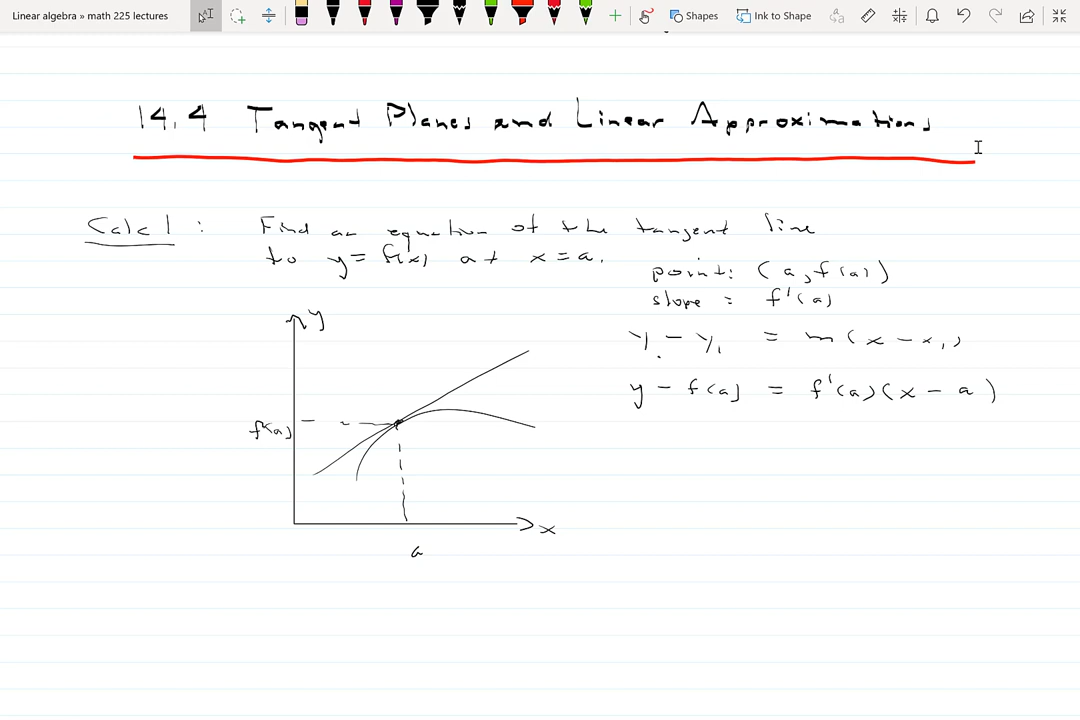 Linear algebra » math 225 lectures
Shapes
Ink to Shape
14.4 Tangent Planes and Linear Approximations
Calc 1: Find an equation of the tangent line
to y = f(x) at x = a.
point: (a, f(a))
slope = f'(a)
y - y₁ = m(x - x₁)
y - f(a) = f'(a)(x - a)
y
f(a)
x
a